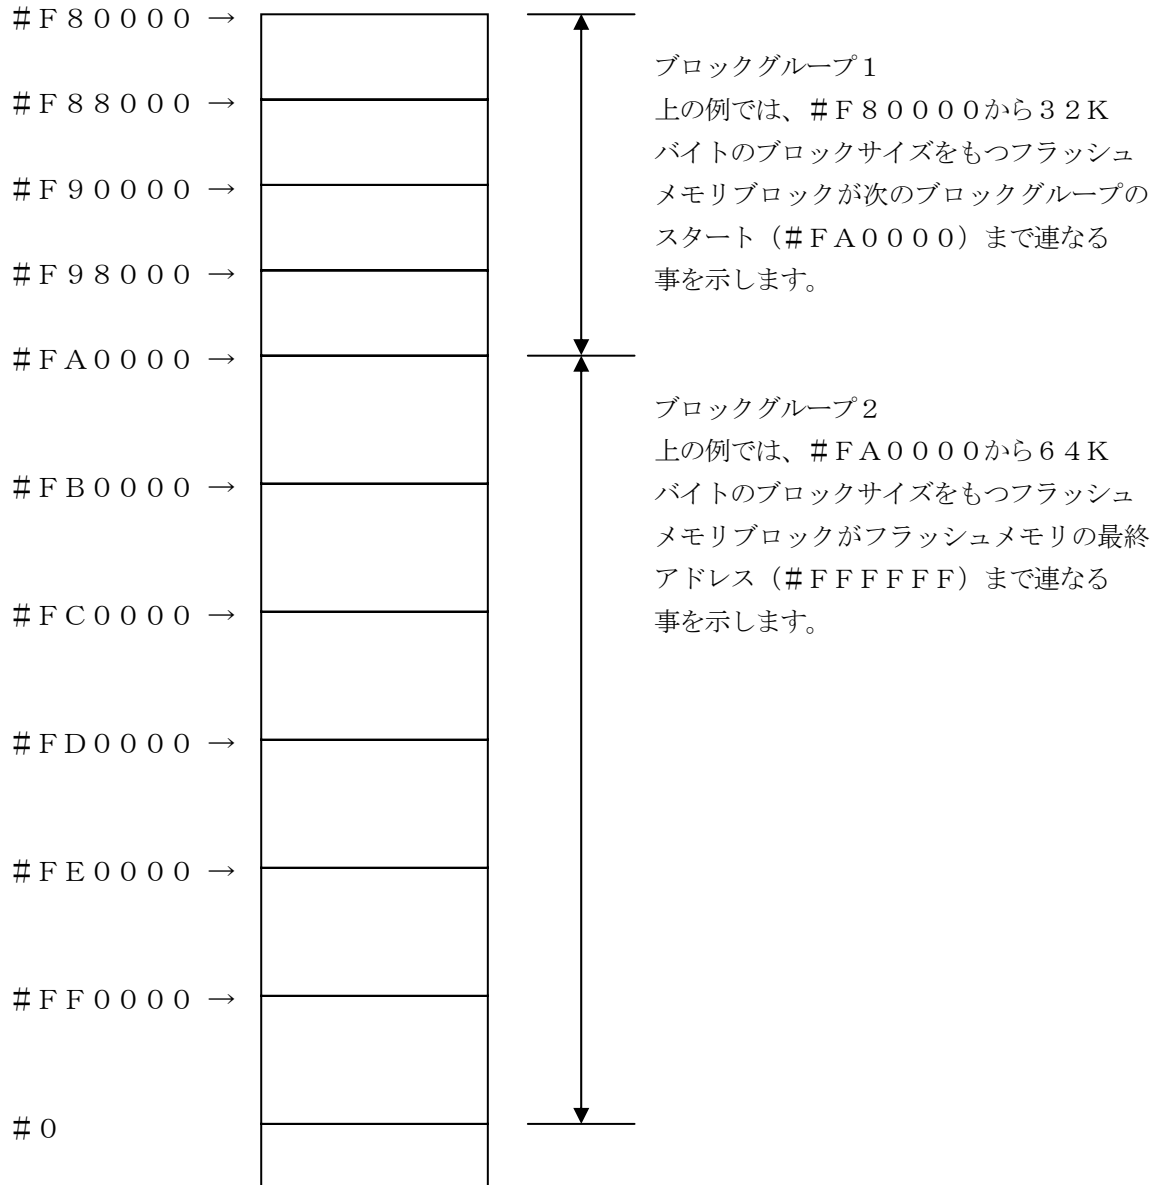 ＃Ｆ８００００ →
ブロックグループ１
＃Ｆ８８０００ →
上の例では、＃Ｆ８００００から３２Ｋ
バイトのブロックサイズをもつフラッシュ
＃Ｆ９００００ →
メモリブロックが次のブロックグループの
スタート（＃ＦＡ００００）まで連なる
＃Ｆ９８０００ →
事を示します。
＃ＦＡ００００ →
ブロックグループ２
上の例では、＃ＦＡ００００から６４Ｋ
＃ＦＢ００００ →
バイトのブロックサイズをもつフラッシュ
メモリブロックがフラッシュメモリの最終
アドレス（＃ＦＦＦＦＦＦ）まで連なる
＃ＦＣ００００ →
事を示します。
＃ＦＤ００００ →
＃ＦＥ００００ →
＃ＦＦ００００ →
＃０